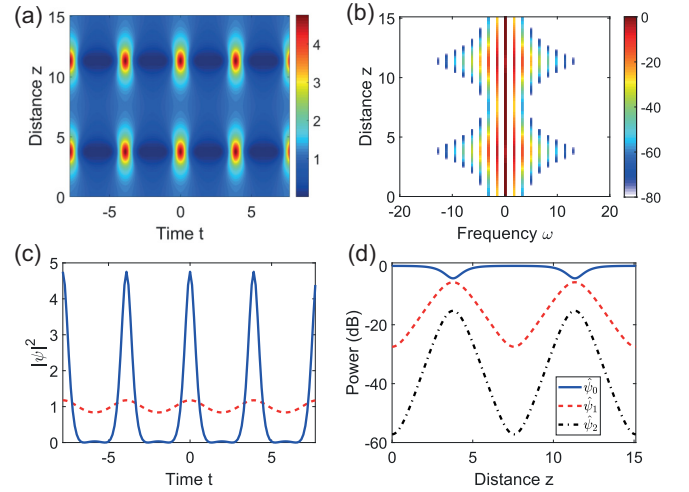 (a)
Distance z
15
10
5
0
-5
0
5
Time t
4
3
2
1
(b)
Distance z
15
10
5
0
-20
-10
0
10
20
Frequency ω
0
-20
-40
-60
-80
(c)
|ψ|²
5
4
3
2
1
0
-5
0
5
Time t
(d)
Power (dB)
0
-20
-40
-60
0
5
10
15
Distance z
ψ̂₀
ψ̂₁
ψ̂₂